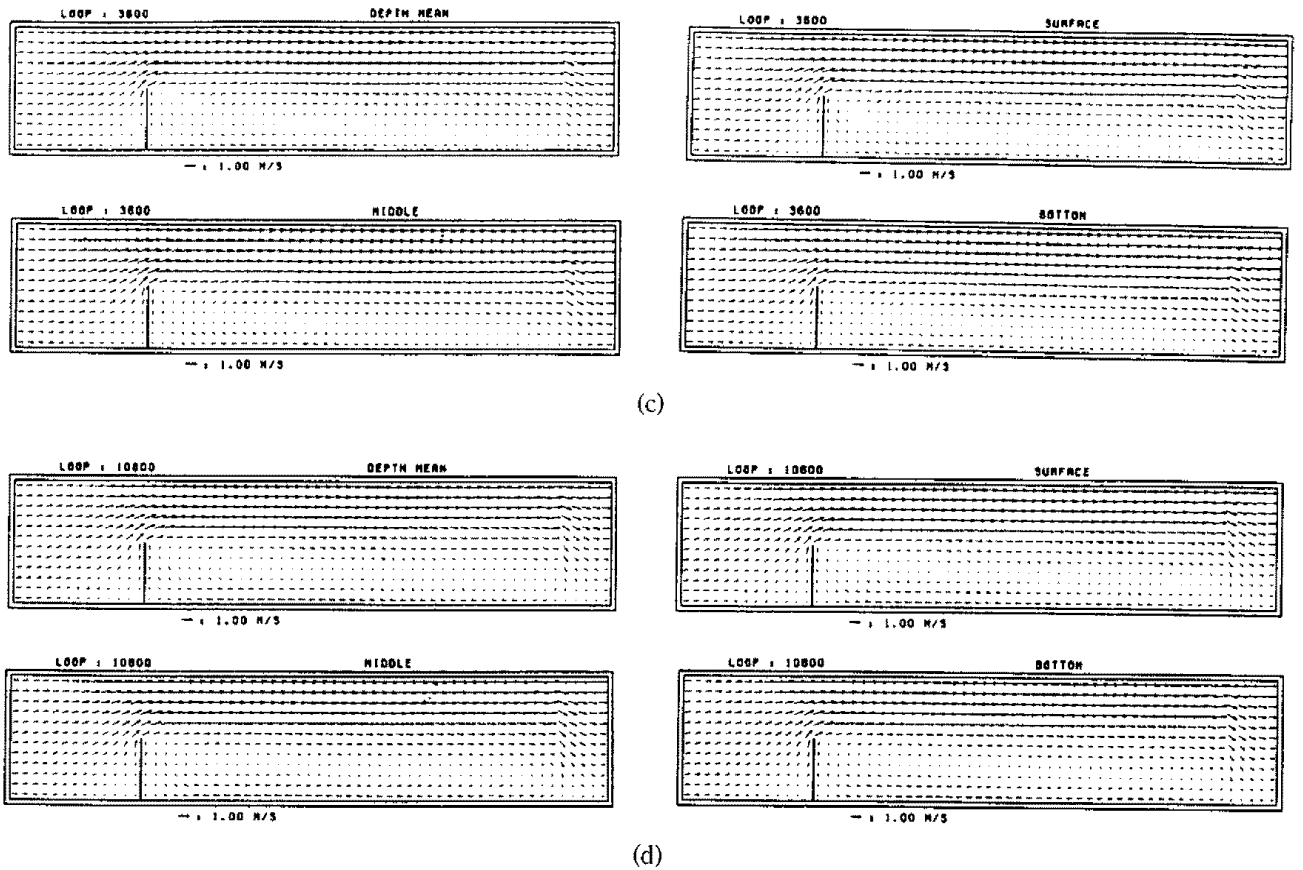 LOOP : 3600 DEPTH MEAN
LOOP : 3600 SURFACE
— : 1.00 M/S
— : 1.00 M/S
LOOP : 3600 MIDDLE
LOOP : 3600 BOTTOM
— : 1.00 M/S
— : 1.00 M/S
(c)
LOOP : 10800 DEPTH MEAN
LOOP : 10800 SURFACE
— : 1.00 M/S
— : 1.00 M/S
LOOP : 10800 MIDDLE
LOOP : 10800 BOTTOM
— : 1.00 M/S
— : 1.00 M/S
(d)